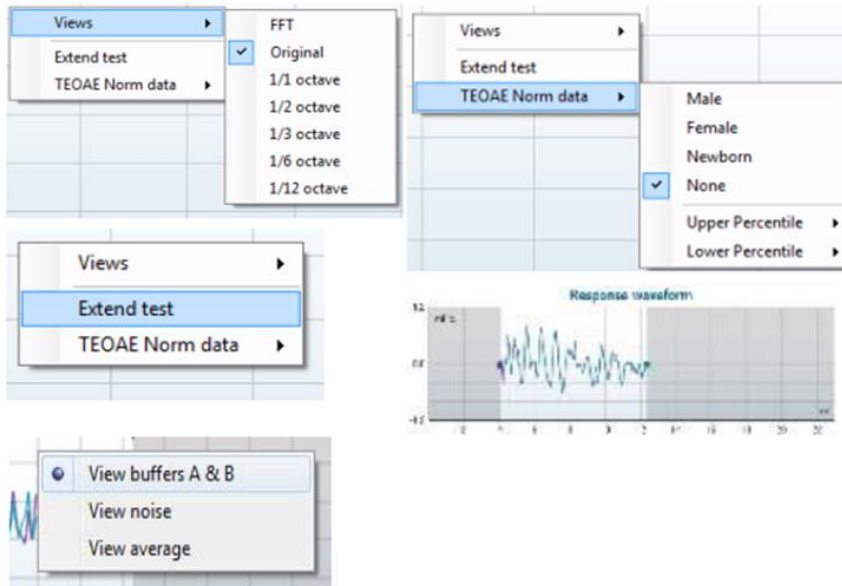 Views
Extend test
TEOAE Norm data
FFT
Original
1/1 octave
1/2 octave
1/3 octave
1/6 octave
1/12 octave
Views
Extend test
TEOAE Norm data
Male
Female
Newborn
None
Upper Percentile
Lower Percentile
Views
Extend test
TEOAE Norm data
Response waveform
View buffers A & B
View noise
View average